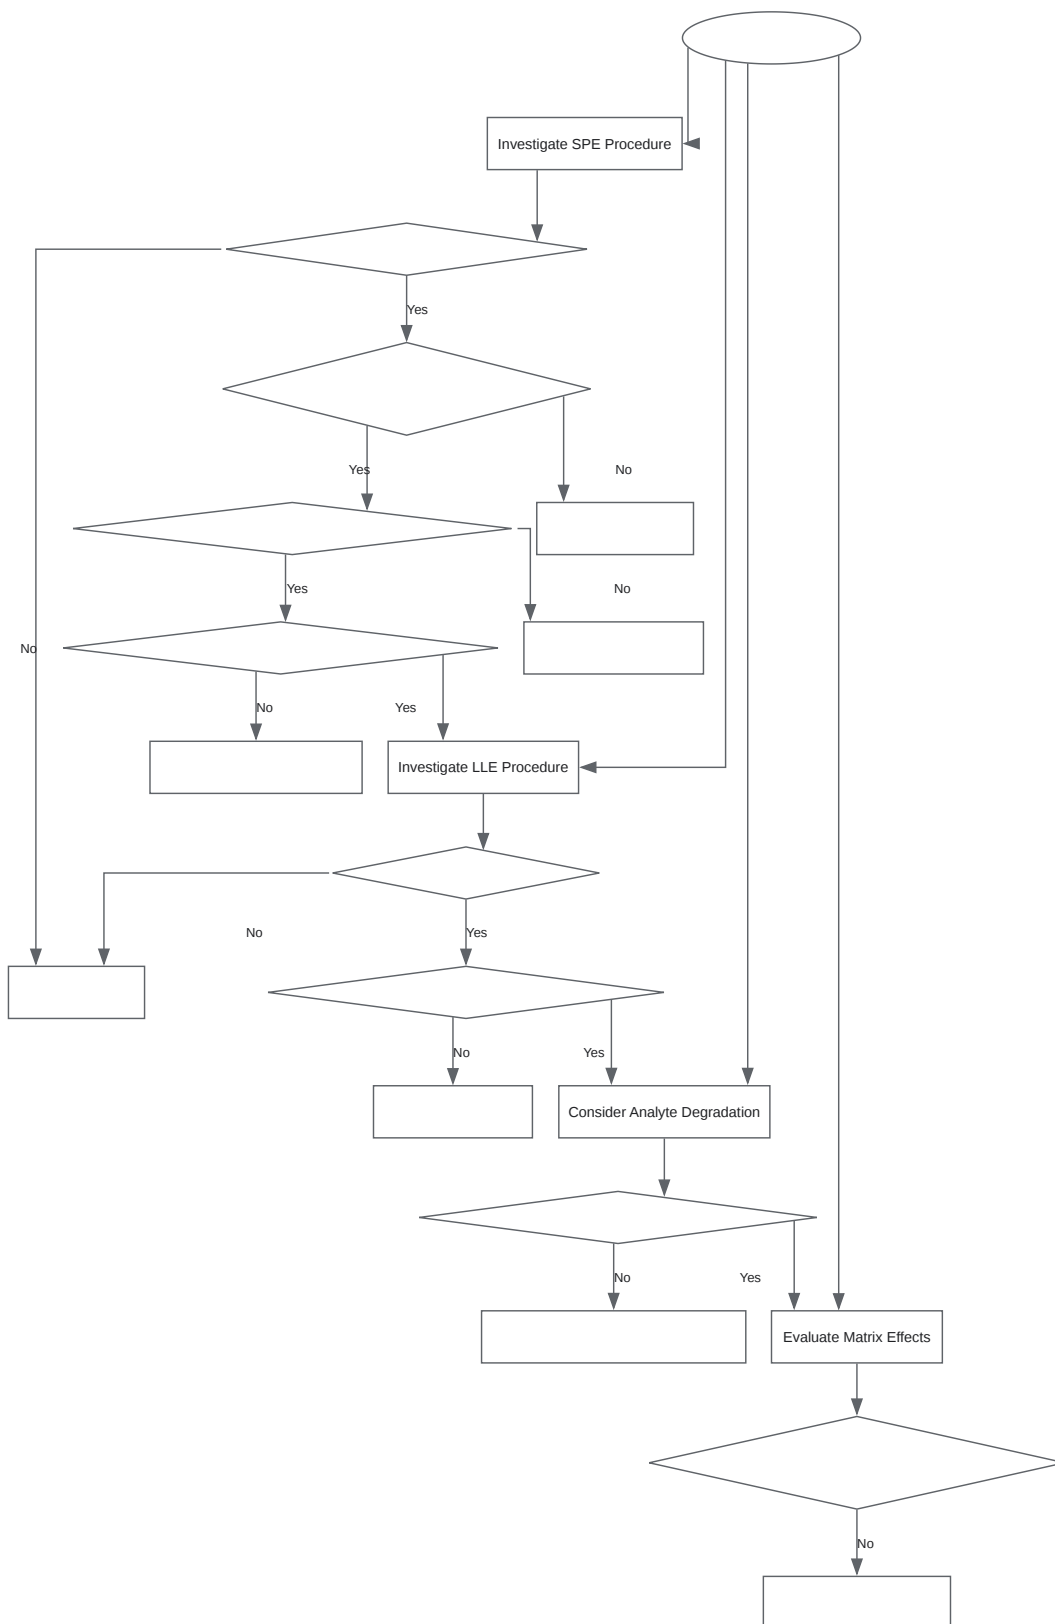 Investigate SPE Procedure
Yes
Yes
No
Yes
No
No
No
Yes
Investigate LLE Procedure
No
Yes
No
Yes
Consider Analyte Degradation
No
Yes
Evaluate Matrix Effects
No